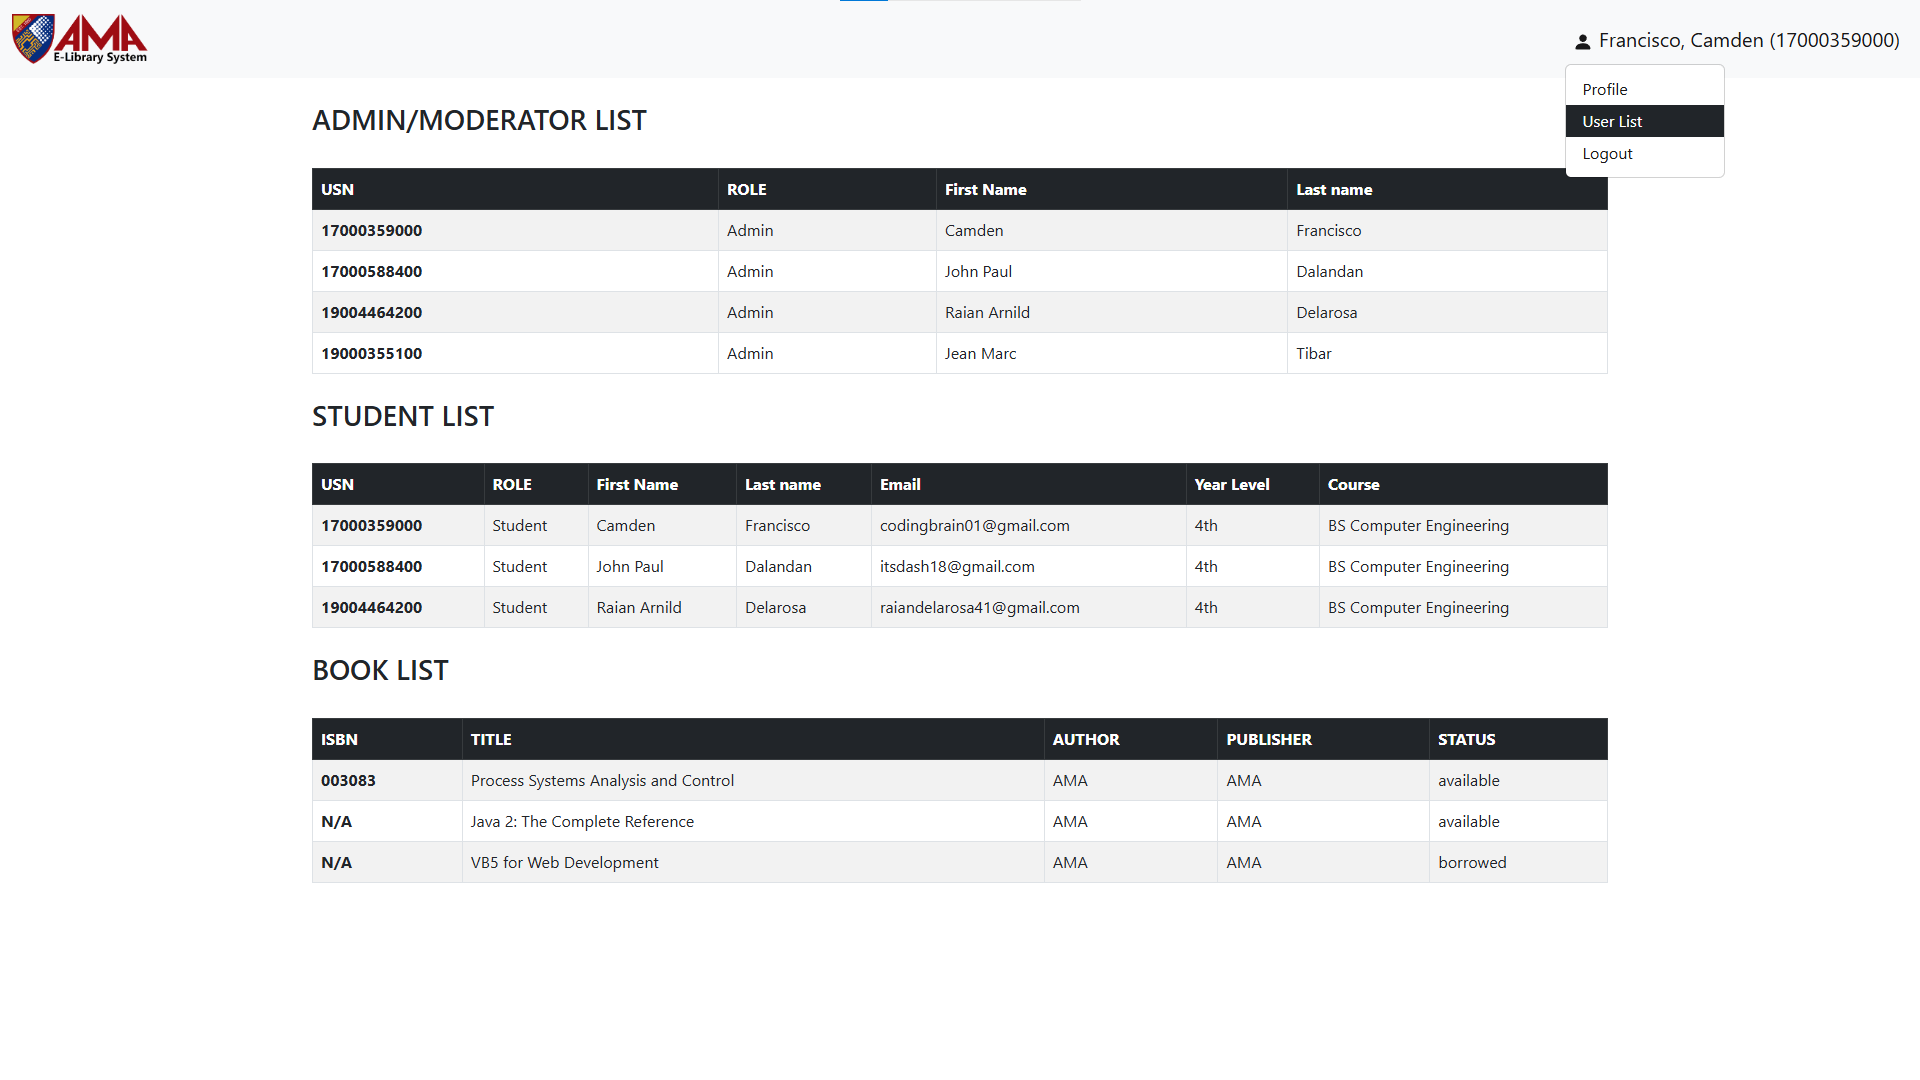 AMA
E-Library System
Francisco, Camden (17000359000)
Profile
User List
Logout
ADMIN/MODERATOR LIST
USN ROLE First Name Last name
17000359000 Admin Camden Francisco
17000588400 Admin John Paul Dalandan
19004464200 Admin Raian Arnild Delarosa
19000355100 Admin Jean Marc Tibar
STUDENT LIST
USN ROLE First Name Last name Email Year Level Course
17000359000 Student Camden Francisco codingbrain01@gmail.com 4th BS Computer Engineering
17000588400 Student John Paul Dalandan itsdash18@gmail.com 4th BS Computer Engineering
19004464200 Student Raian Arnild Delarosa raiandelarosa41@gmail.com 4th BS Computer Engineering
BOOK LIST
ISBN TITLE AUTHOR PUBLISHER STATUS
003083 Process Systems Analysis and Control AMA AMA available
N/A Java 2: The Complete Reference AMA AMA available
N/A VB5 for Web Development AMA AMA borrowed